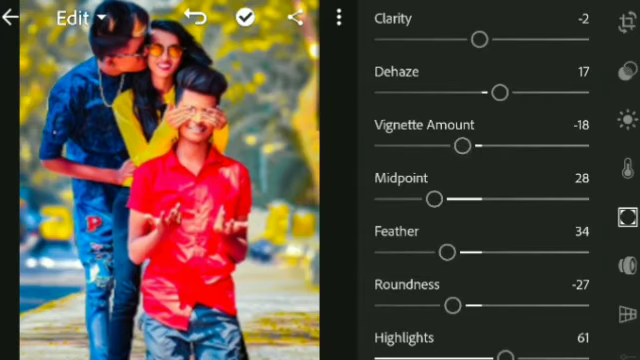 Edit
Clarity -2
Dehaze 17
Vignette Amount -18
Midpoint 28
Feather 34
Roundness -27
Highlights 61